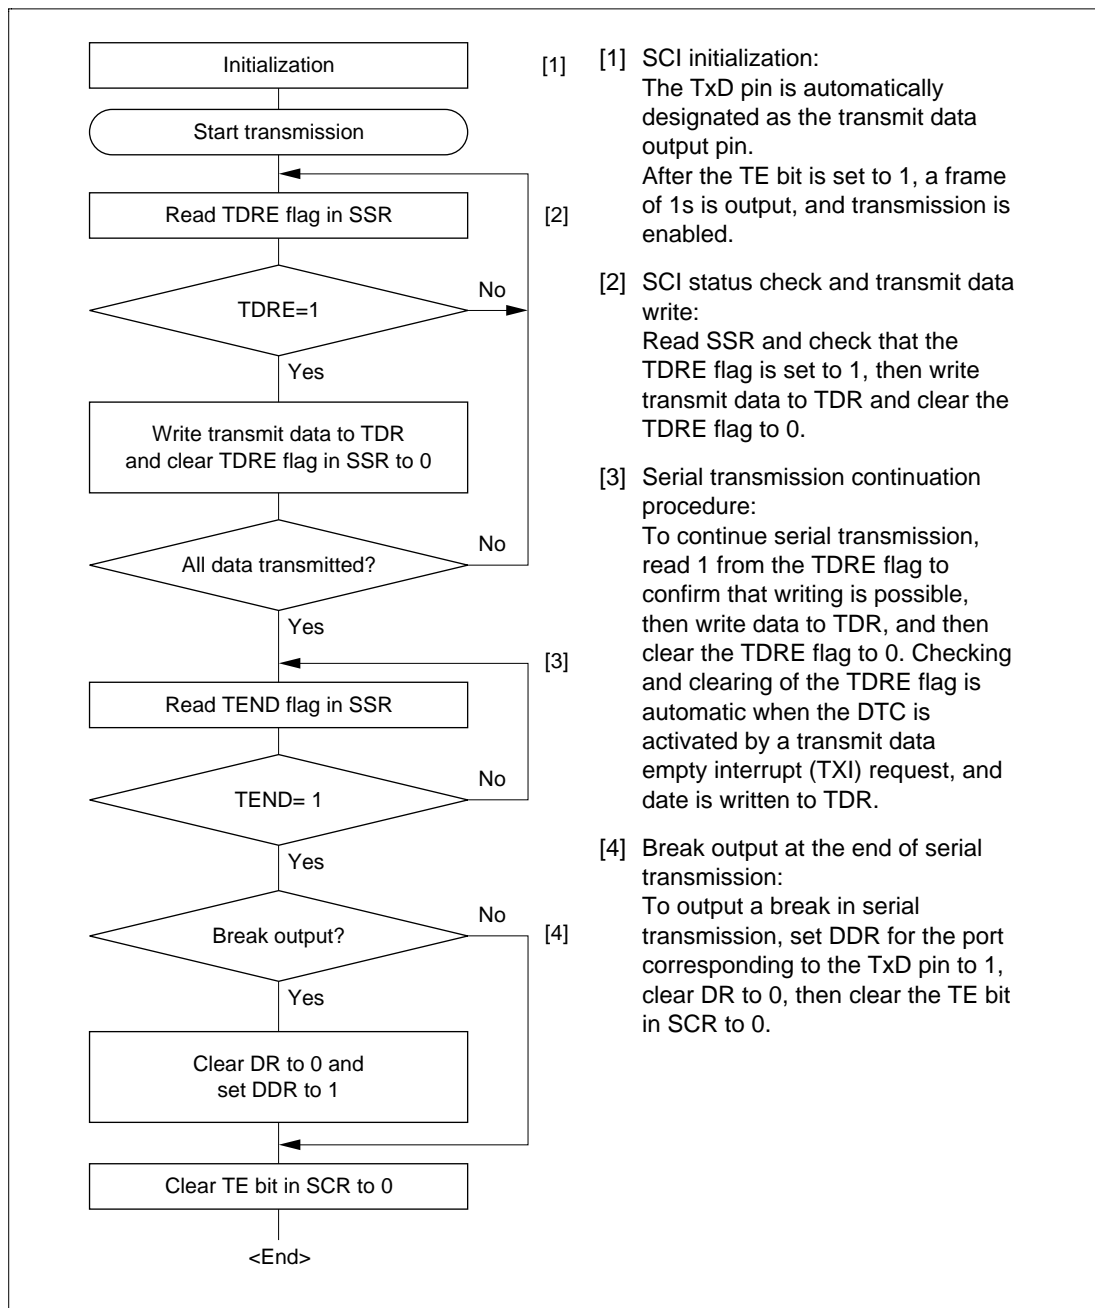 Initialization
[1]
Start transmission
Read TDRE flag in SSR
[2]
TDRE=1
No
Yes
Write transmit data to TDR
and clear TDRE flag in SSR to 0
All data transmitted?
No
Yes
[3]
Read TEND flag in SSR
TEND= 1
No
Yes
Break output?
No
[4]
Yes
Clear DR to 0 and
set DDR to 1
Clear TE bit in SCR to 0
<End>
[1] SCI initialization:
The TxD pin is automatically
designated as the transmit data
output pin.
After the TE bit is set to 1, a frame
of 1s is output, and transmission is
enabled.
[2] SCI status check and transmit data
write:
Read SSR and check that the
TDRE flag is set to 1, then write
transmit data to TDR and clear the
TDRE flag to 0.
[3] Serial transmission continuation
procedure:
To continue serial transmission,
read 1 from the TDRE flag to
confirm that writing is possible,
then write data to TDR, and then
clear the TDRE flag to 0. Checking
and clearing of the TDRE flag is
automatic when the DTC is
activated by a transmit data
empty interrupt (TXI) request, and
date is written to TDR.
[4] Break output at the end of serial
transmission:
To output a break in serial
transmission, set DDR for the port
corresponding to the TxD pin to 1,
clear DR to 0, then clear the TE bit
in SCR to 0.